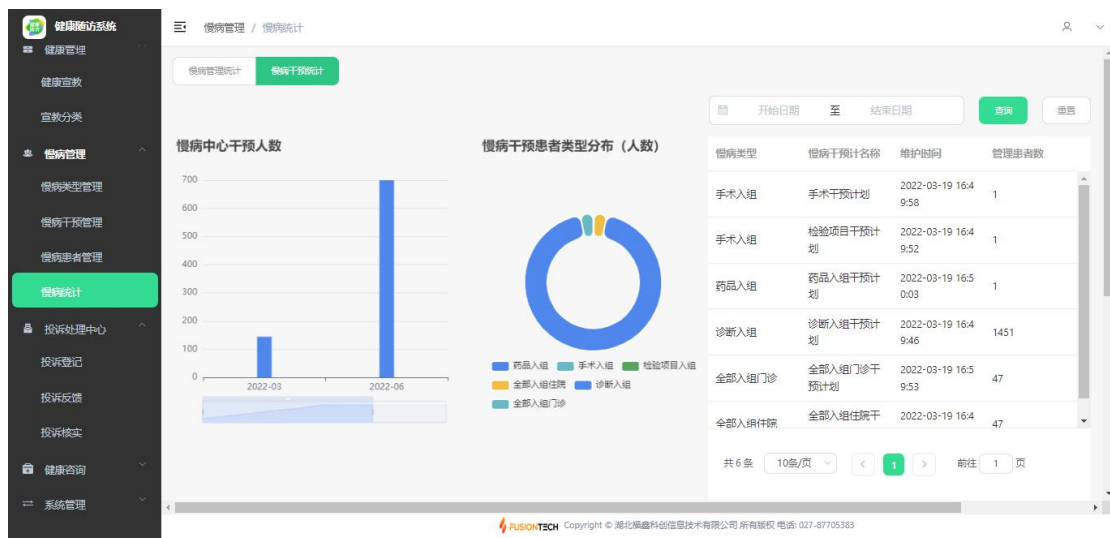 健康随访系统
慢病管理 / 慢病统计
健康管理
健康宣教
宣教分类
慢病管理
慢病类型管理
慢病干预管理
慢病患者管理
慢病统计
投诉处理中心
投诉登记
投诉反馈
投诉核实
健康咨询
系统管理
慢病管理统计 慢病干预统计
开始日期 至 结束日期 查询 重置
慢病中心干预人数
700
600
500
400
300
200
100
0
2022-03 2022-06
慢病干预患者类型分布（人数）
药品入组 手术入组 检验项目入组
全部入组住院 诊断入组
全部入组门诊
慢病类型 慢病干预计名称 维护时间 管理患者数
手术入组 手术干预计划 2022-03-19 16:4
9:58 1
手术入组 检验项目干预计
划 2022-03-19 16:4
9:52 1
药品入组 药品入组干预计
划 2022-03-19 16:5
0:03 1
诊断入组 诊断入组干预计
划 2022-03-19 16:4
9:46 1451
全部入组门诊 全部入组门诊干
预计划 2022-03-19 16:5
9:53 47
全部入组住院 全部入组住院干 2022-03-19 16:4 47
共 6 条 10条/页 1 前往 1 页
FUSIONTECH Copyright © 湖北福鑫科创信息技术有限公司 所有版权 电话: 027-87705383